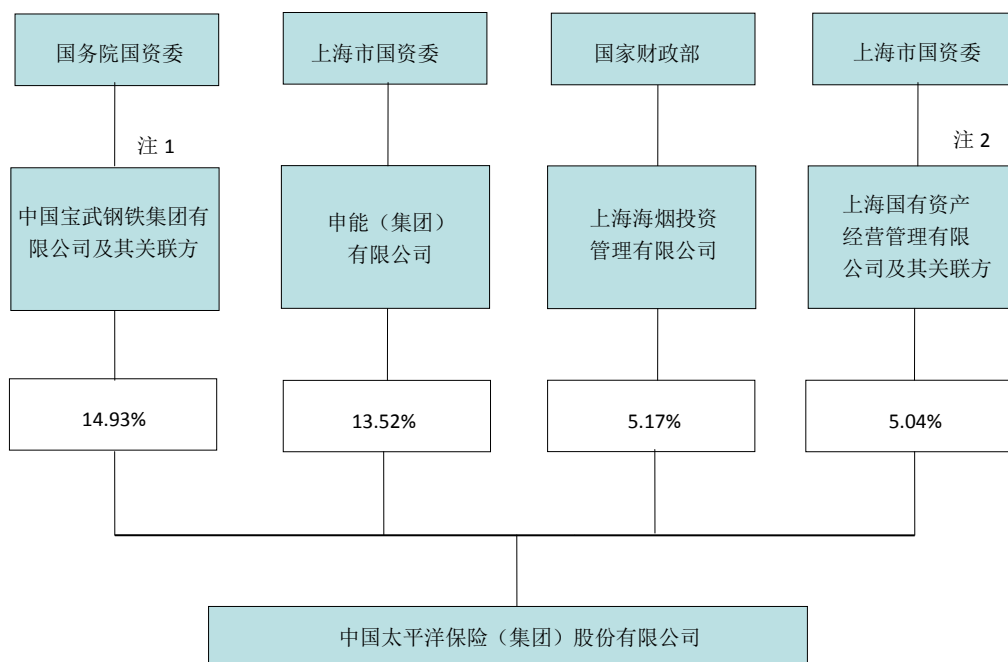 国务院国资委
上海市国资委
国家财政部
上海市国资委
注 1
注 2
中国宝武钢铁集团有
限公司及其关联方
申能（集团）
有限公司
上海海烟投资
管理有限公司
上海国有资产
经营管理有限
公司及其关联方
14.93%
13.52%
5.17%
5.04%
中国太平洋保险（集团）股份有限公司